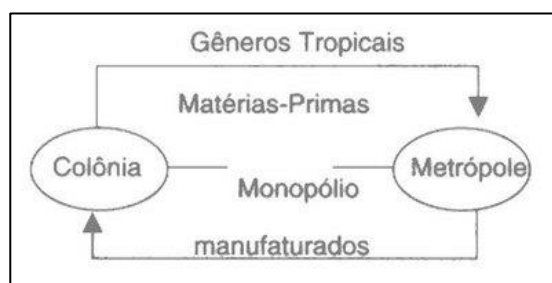 Gêneros Tropicais
Matérias-Primas
Colônia
Monopólio
Metrópole
manufaturados